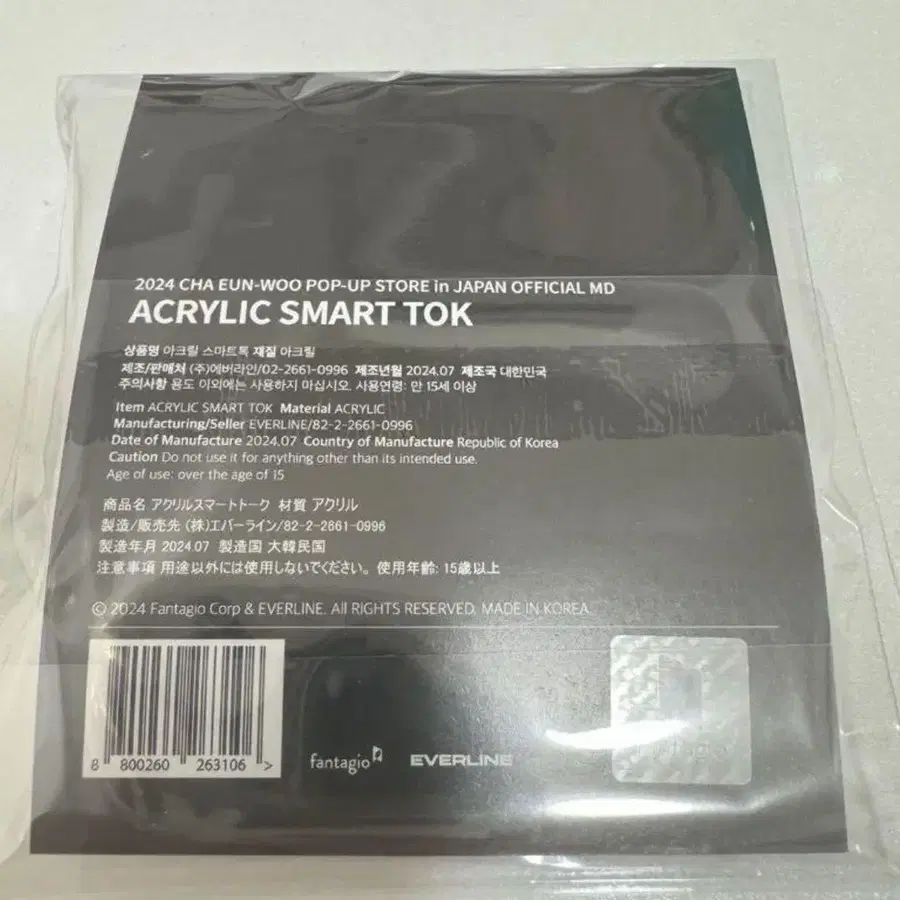 2024 CHA EUN-WOO POP-UP STORE in JAPAN OFFICIAL MD
ACRYLIC SMART TOK
상품명 아크릴 스마트톡 재질 아크릴
제조/판매처 (주)에버라인/02-2661-0996 제조년월 2024.07 제조국 대한민국
주의사항 용도 이외에는 사용하지 마십시오. 사용연령: 만 15세 이상
Item ACRYLIC SMART TOK Material ACRYLIC
Manufacturing/Seller EVERLINE/82-2-2661-0996
Date of Manufacture 2024.07 Country of Manufacture Republic of Korea
Caution Do not use it for anything other than its intended use.
Age of use: over the age of 15
商品名 アクリルスマートトーク 材質 アクリル
製造/販売先 (株)エバーライン/82-2-2661-0996
製造年月 2024.07 製造国 大韓民国
注意事項 用途以外には使用しないでください。使用年齢: 15歳以上
© 2024 Fantagio Corp & EVERLINE. All RIGHTS RESERVED. MADE IN KOREA.
8 800260 263106 >
fantagio EVERLINE